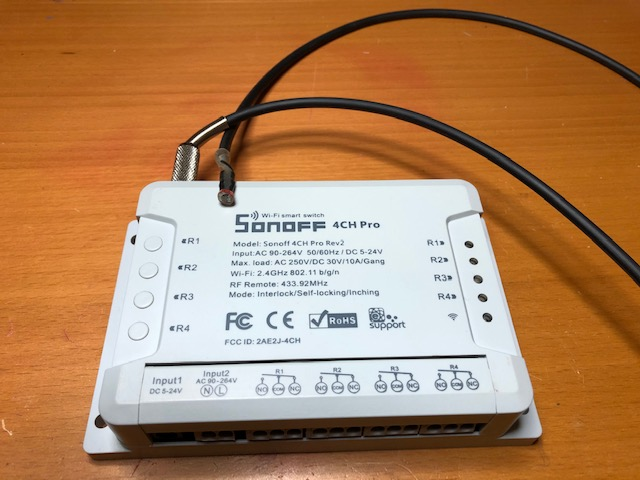 Wi-Fi smart switch
SONOFF 4CH Pro
Model: Sonoff 4CH Pro Rev2
Input:AC 90-264V 50/60Hz / DC 5-24V
Max. load: AC 250V/DC 30V/10A/Gang
Wi-Fi: 2.4GHz 802.11 b/g/n
RF Remote: 433.92MHz
Mode: Interlock/Self-locking/Inching
R1
R2
R3
R4
R1
R2
R3
R4
FC CE RoHS support
FCC ID: 2AE2J-4CH
Input1
DC 5-24V
Input2
AC 90-264V
N L
R1 R2 R3 R4
NO COM NC NO COM NC NO COM NC NO COM NC